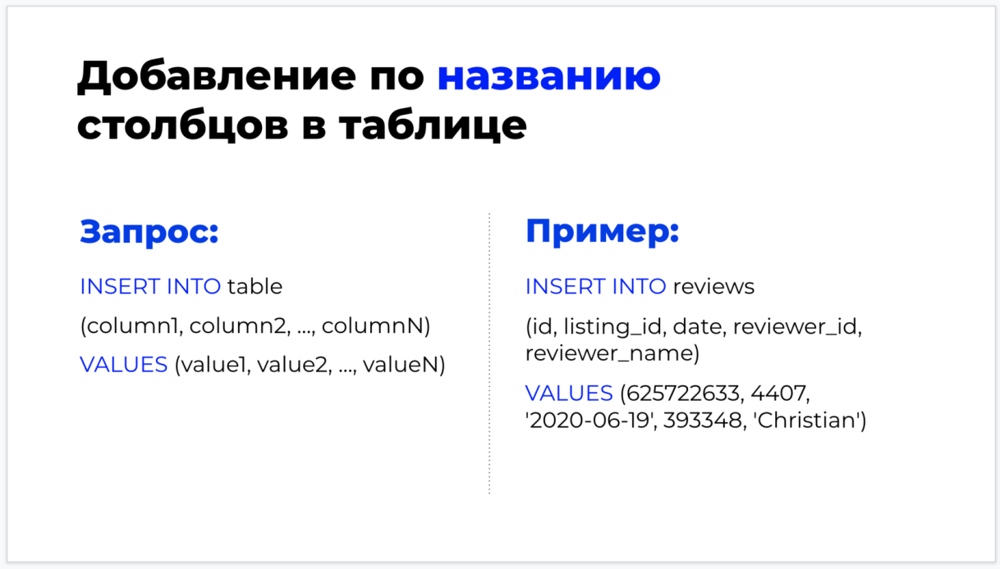 Добавление по названию
столбцов в таблице
Запрос:
INSERT INTO table
(column1, column2, ..., columnN)
VALUES (value1, value2, ..., valueN)
Пример:
INSERT INTO reviews
(id, listing_id, date, reviewer_id,
reviewer_name)
VALUES (625722633, 4407,
'2020-06-19', 393348, 'Christian')